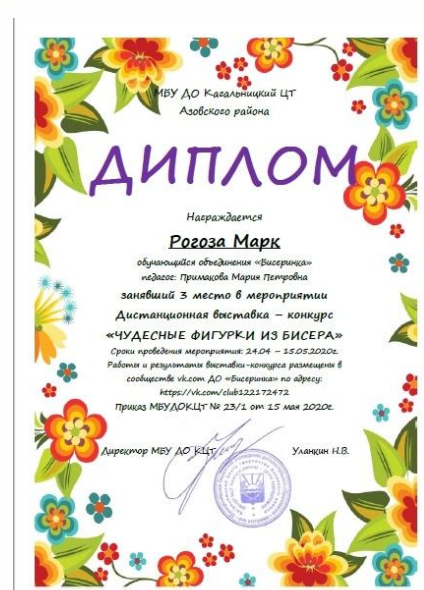 МБУ ДО Кагальницкий ЦТ
Азовского района
ДИПЛОМ
Награждается
Рогоза Марк
обучающийся объединения «Бисеринка»
педагог: Примакова Мария Петровна
занявший 3 место в мероприятии
Дистанционная выставка – конкурс
«ЧУДЕСНЫЕ ФИГУРКИ ИЗ БИСЕРА»
Сроки проведения мероприятия: 24.04 – 15.05.2020г.
Работы и результаты выставки-конкурса размещены в
сообществе vk.com ДО «Бисеринка» по адресу:
https://vk.com/club122172472
Приказ МБУДОКЦТ № 23/1 от 15 мая 2020г.
Директор МБУ ДО КЦТ Уланкин Н.В.